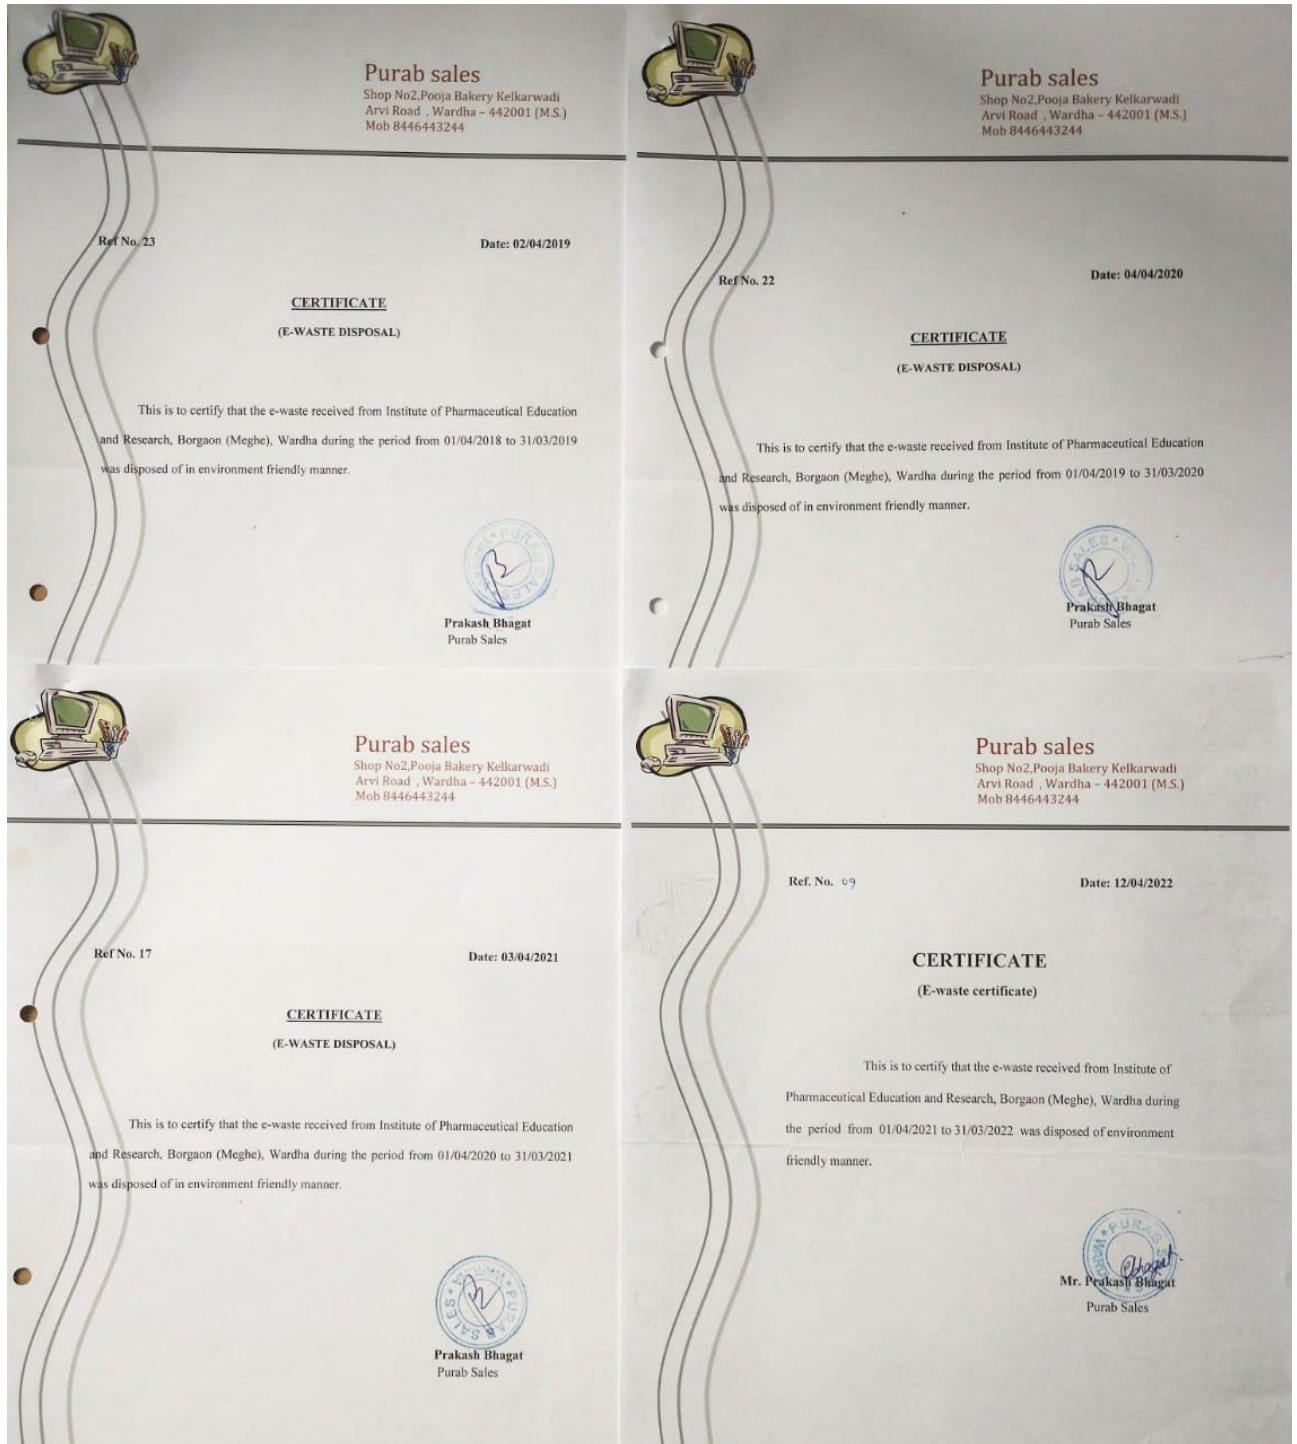 Purab sales
Shop No2,Pooja Bakery Kelkarwadi
Arvi Road , Wardha – 442001 (M.S.)
Mob 8446443244
Ref No. 23 Date: 02/04/2019
CERTIFICATE
(E-WASTE DISPOSAL)
This is to certify that the e-waste received from Institute of Pharmaceutical Education
and Research, Borgaon (Meghe), Wardha during the period from 01/04/2018 to 31/03/2019
was disposed of in environment friendly manner.
Prakash Bhagat
Purab Sales
Purab sales
Shop No2,Pooja Bakery Kelkarwadi
Arvi Road , Wardha – 442001 (M.S.)
Mob 8446443244
Ref No. 22 Date: 04/04/2020
CERTIFICATE
(E-WASTE DISPOSAL)
This is to certify that the e-waste received from Institute of Pharmaceutical Education
and Research, Borgaon (Meghe), Wardha during the period from 01/04/2019 to 31/03/2020
was disposed of in environment friendly manner.
Prakash Bhagat
Purab Sales
Purab sales
Shop No2,Pooja Bakery Kelkarwadi
Arvi Road , Wardha – 442001 (M.S.)
Mob 8446443244
Ref No. 17 Date: 03/04/2021
CERTIFICATE
(E-WASTE DISPOSAL)
This is to certify that the e-waste received from Institute of Pharmaceutical Education
and Research, Borgaon (Meghe), Wardha during the period from 01/04/2020 to 31/03/2021
was disposed of in environment friendly manner.
PURAB SALES * WARDHA *
Prakash Bhagat
Purab Sales
Purab sales
Shop No2,Pooja Bakery Kelkarwadi
Arvi Road , Wardha – 442001 (M.S.)
Mob 8446443244
Ref. No. 09 Date: 12/04/2022
CERTIFICATE
(E-waste certificate)
This is to certify that the e-waste received from Institute of
Pharmaceutical Education and Research, Borgaon (Meghe), Wardha during
the period from 01/04/2021 to 31/03/2022 was disposed of environment
friendly manner.
Mr. Prakash Bhagat
Purab Sales